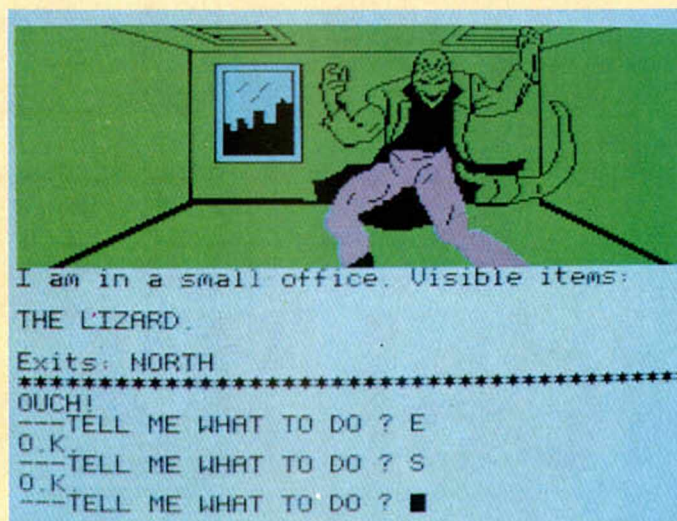 I am in a small office. Visible items:
THE LIZARD.
Exits: NORTH
****************************************
OUCH!
---TELL ME WHAT TO DO ? E
O.K.
---TELL ME WHAT TO DO ? S
O.K.
---TELL ME WHAT TO DO ?